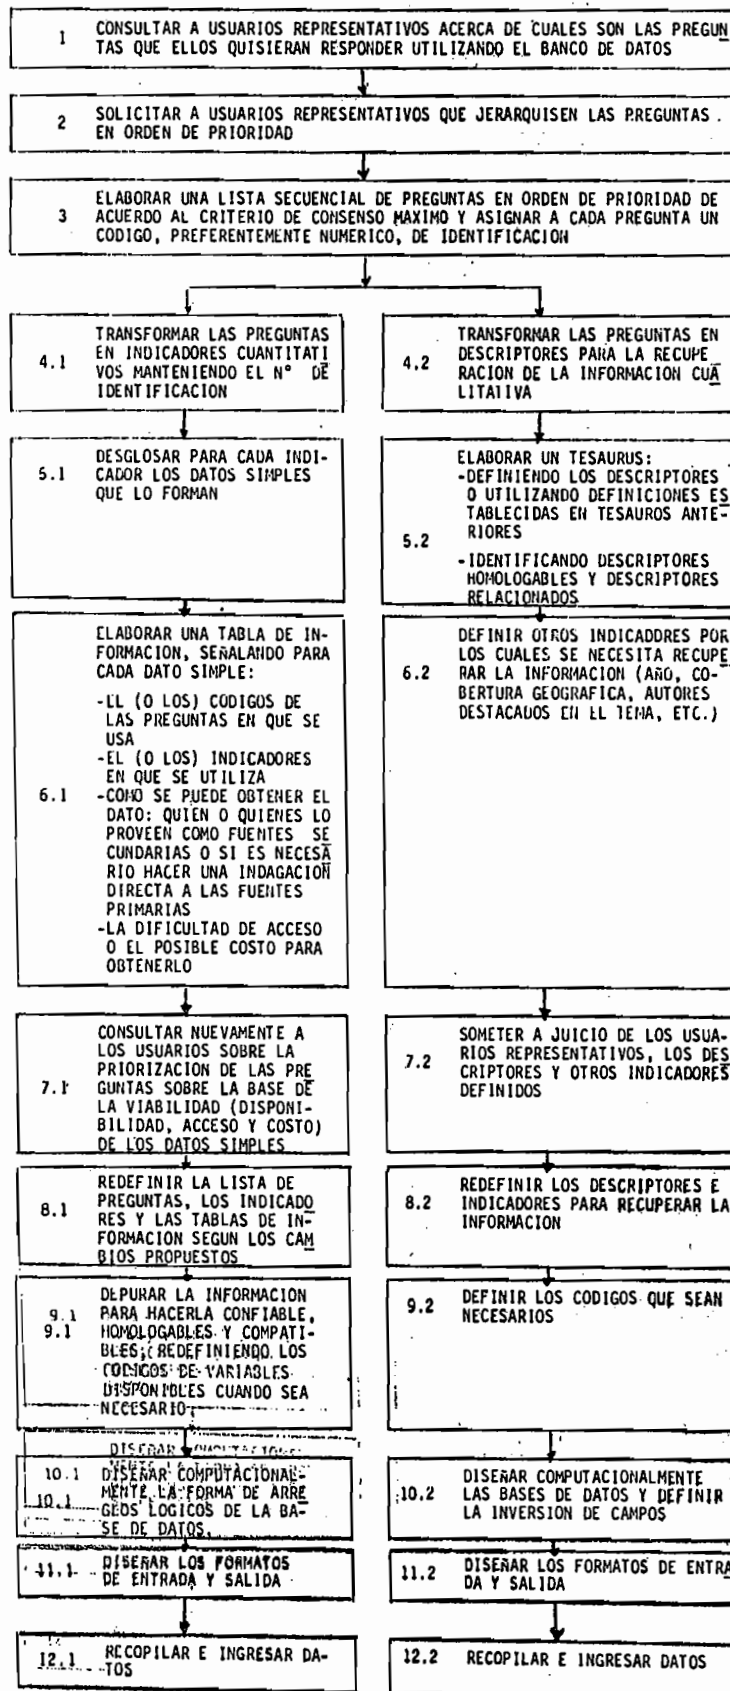 1 CONSULTAR A USUARIOS REPRESENTATIVOS ACERCA DE CUALES SON LAS PREGUN
TAS QUE ELLOS QUISIERAN RESPONDER UTILIZANDO EL BANCO DE DATOS
2 SOLICITAR A USUARIOS REPRESENTATIVOS QUE JERARQUISEN LAS PREGUNTAS
EN ORDEN DE PRIORIDAD
3 ELABORAR UNA LISTA SECUENCIAL DE PREGUNTAS EN ORDEN DE PRIORIDAD DE
ACUERDO AL CRITERIO DE CONSENSO MAXIMO Y ASIGNAR A CADA PREGUNTA UN
CODIGO, PREFERENTEMENTE NUMERICO, DE IDENTIFICACION
4.1 TRANSFORMAR LAS PREGUNTAS
EN INDICADORES CUANTITATI
VOS MANTENIENDO EL N° DE
IDENTIFICACION
4.2 TRANSFORMAR LAS PREGUNTAS EN
DESCRIPTORES PARA LA RECUPE
RACION DE LA INFORMACION CUA
LITATIVA
5.1 DESGLOSAR PARA CADA INDI-
CADOR LOS DATOS SIMPLES
QUE LO FORMAN
5.2 ELABORAR UN TESAURUS:
-DEFINIENDO LOS DESCRIPTORES
O UTILIZANDO DEFINICIONES ES
TABLECIDAS EN TESAUROS ANTE-
RIORES
-IDENTIFICANDO DESCRIPTORES
HOMOLOGABLES Y DESCRIPTORES
RELACIONADOS
6.1 ELABORAR UNA TABLA DE IN-
FORMACION, SEÑALANDO PARA
CADA DATO SIMPLE:
-EL (O LOS) CODIGOS DE
LAS PREGUNTAS EN QUE SE
USA
-EL (O LOS) INDICADORES
EN QUE SE UTILIZA
-COMO SE PUEDE OBTENER EL
DATO: QUIEN O QUIENES LO
PROVEEN COMO FUENTES SE
CUNDARIAS O SI ES NECESA
RIO HACER UNA INDAGACION
DIRECTA A LAS FUENTES
PRIMARIAS
-LA DIFICULTAD DE ACCESO
O EL POSIBLE COSTO PARA
OBTENERLO
6.2 DEFINIR OTROS INDICADORES POR
LOS CUALES SE NECESITA RECUPE
RAR LA INFORMACION (AÑO, CO-
BERTURA GEOGRAFICA, AUTORES
DESTACADOS EN EL TEMA, ETC.)
7.1 CONSULTAR NUEVAMENTE A
LOS USUARIOS SOBRE LA
PRIORIZACION DE LAS PRE
GUNTAS SOBRE LA BASE DE
LA VIABILIDAD (DISPONI-
BILIDAD, ACCESO Y COSTO)
DE LOS DATOS SIMPLES
7.2 SOMETER A JUICIO DE LOS USUA-
RIOS REPRESENTATIVOS, LOS DES
CRIPTORES Y OTROS INDICADORES
DEFINIDOS
8.1 REDEFINIR LA LISTA DE
PREGUNTAS, LOS INDICADO
RES Y LAS TABLAS DE IN-
FORMACION SEGUN LOS CAM
BIOS PROPUESTOS
8.2 REDEFINIR LOS DESCRIPTORES E
INDICADORES PARA RECUPERAR LA
INFORMACION
9.1 DEPURAR LA INFORMACION
PARA HACERLA CONFIABLE,
9.1 HOMOLOGABLES Y COMPATI-
BLES; REDEFINIENDO LOS
CODIGOS DE VARIABLES
DISPONIBLES CUANDO SEA
NECESARIO
9.2 DEFINIR LOS CODIGOS QUE SEAN
NECESARIOS
10.1 DISEÑAR COMPUTACIONAL-
10.1 MENTE LA FORMA DE ARRE
GLOS LOGICOS DE LA BA-
SE DE DATOS.
10.2 DISEÑAR COMPUTACIONALMENTE
LAS BASES DE DATOS Y DEFINIR
LA INVERSION DE CAMPOS
11.1 DISEÑAR LOS FORMATOS
DE ENTRADA Y SALIDA
11.2 DISEÑAR LOS FORMATOS DE ENTRA
DA Y SALIDA
12.1 RECOPILAR E INGRESAR DA-
TOS
12.2 RECOPILAR E INGRESAR DATOS